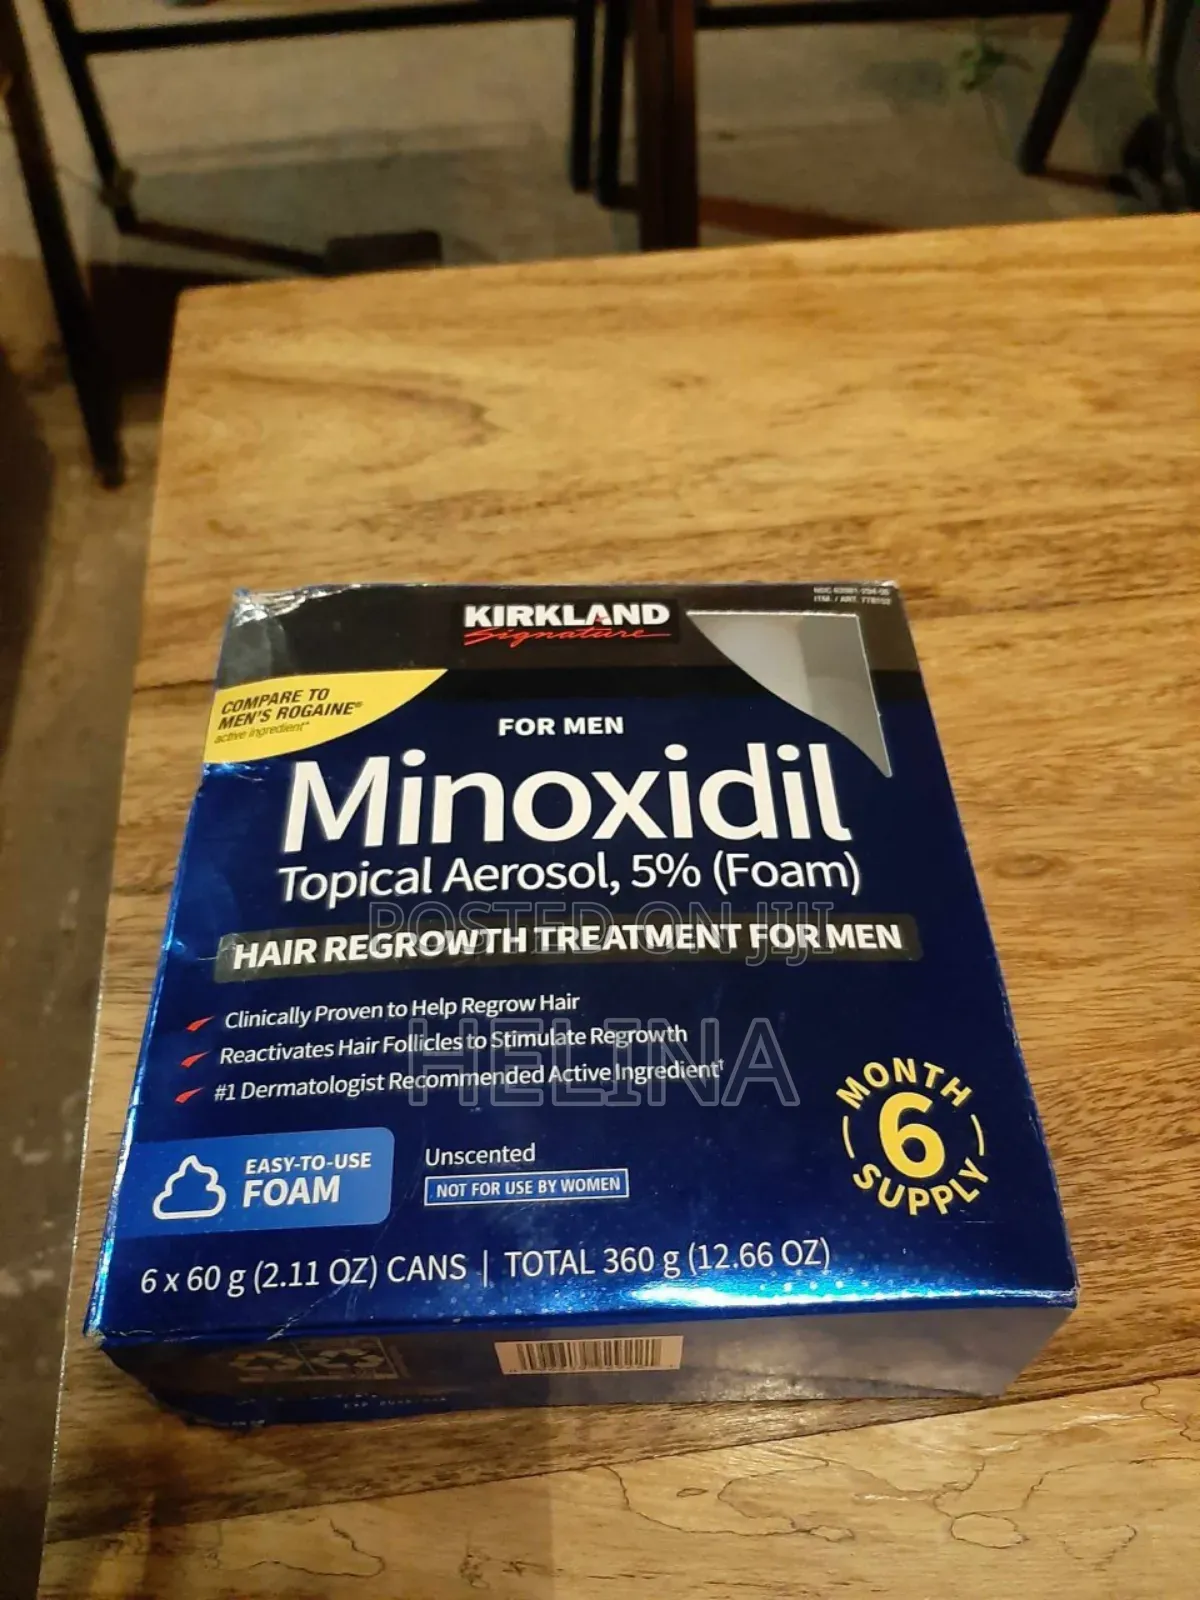 KIRKLAND
Signature
COMPARE TO
MEN'S ROGAINE®
active ingredient*
FOR MEN
Minoxidil
Topical Aerosol, 5% (Foam)
POSTED ON JIJI
HAIR REGROWTH TREATMENT FOR MEN
Clinically Proven to Help Regrow Hair
Reactivates Hair Follicles to Stimulate Regrowth
#1 Dermatologist Recommended Active Ingredient†
HELINA
MONTH
6
SUPPLY
EASY-TO-USE
FOAM
Unscented
NOT FOR USE BY WOMEN
6 x 60 g (2.11 OZ) CANS | TOTAL 360 g (12.66 OZ)